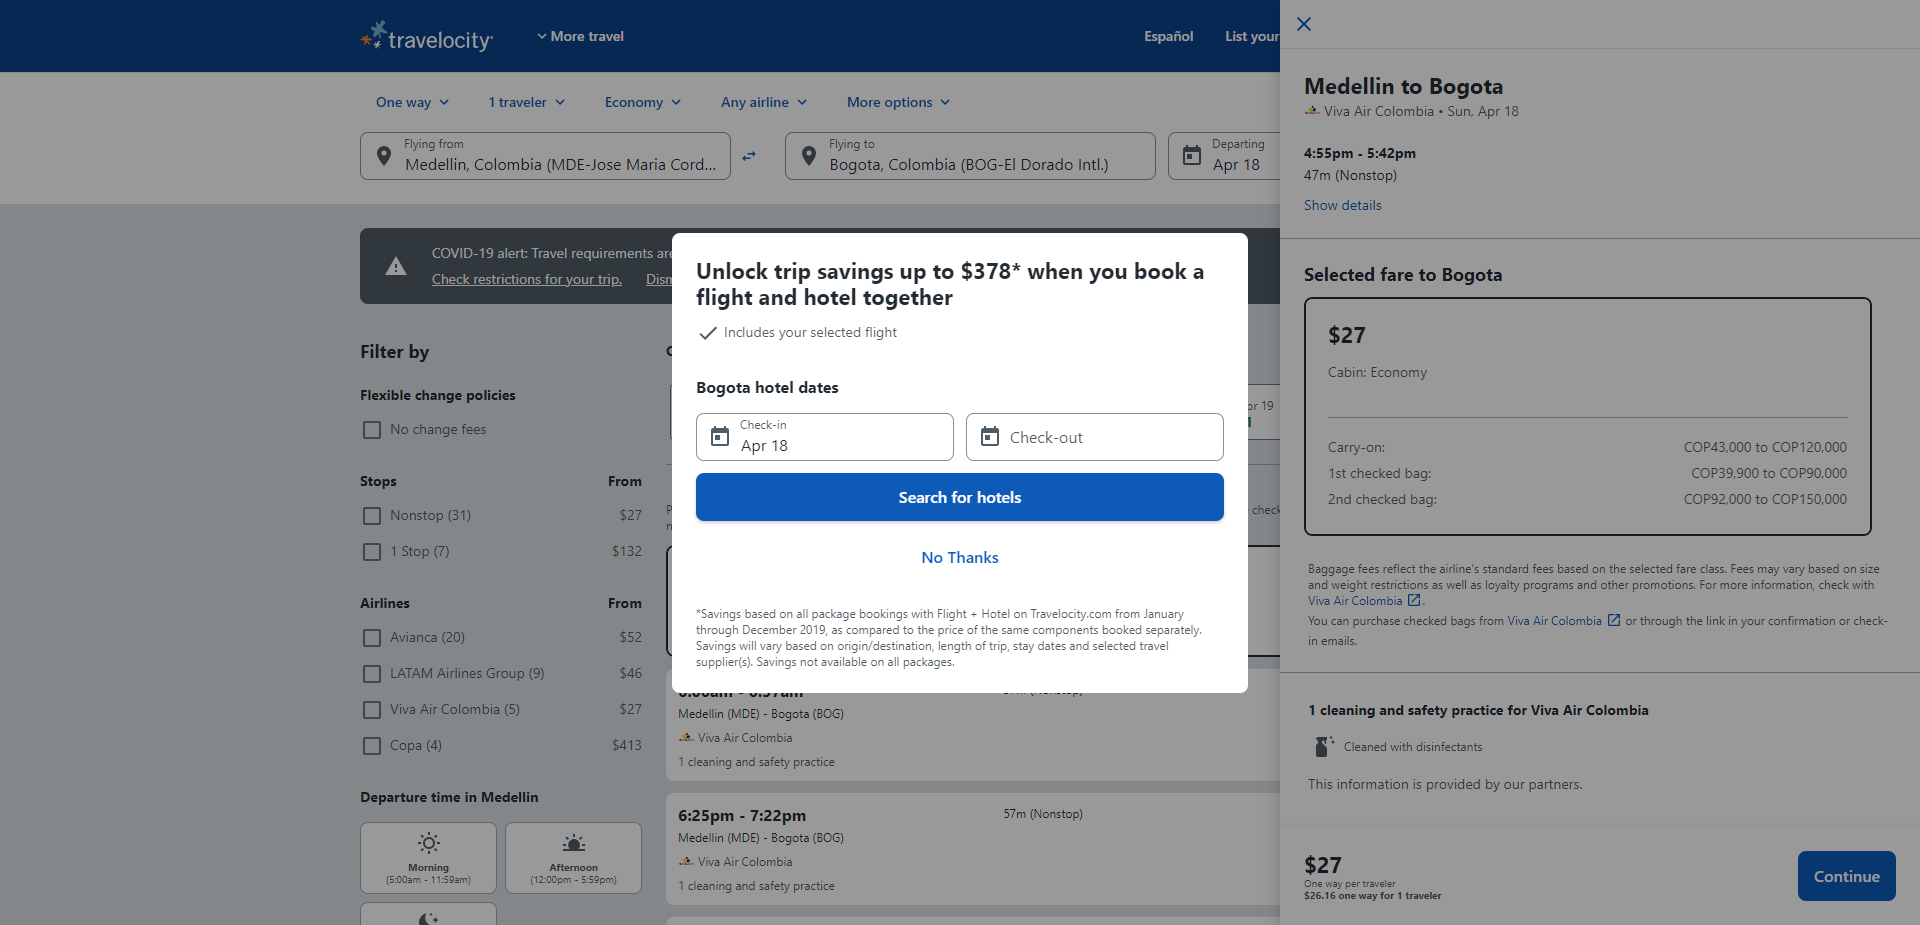 travelocity
More travel
Español
List your
One way
1 traveler
Economy
Any airline
More options
Flying from
Medellin, Colombia (MDE-Jose Maria Cord...
Flying to
Bogota, Colombia (BOG-El Dorado Intl.)
Departing
Apr 18
COVID-19 alert: Travel requirements are
Check restrictions for your trip.
Dism
Filter by
Flexible change policies
No change fees
Stops From
Nonstop (31) $27
1 Stop (7) $132
Airlines From
Avianca (20) $52
LATAM Airlines Group (9) $46
Viva Air Colombia (5) $27
Copa (4) $413
Departure time in Medellin
Morning
(5:00am - 11:59am)
Afternoon
(12:00pm - 5:59pm)
Unlock trip savings up to $378* when you book a
flight and hotel together
Includes your selected flight
Bogota hotel dates
Check-in
Apr 18
Check-out
Search for hotels
No Thanks
*Savings based on all package bookings with Flight + Hotel on Travelocity.com from January
through December 2019, as compared to the price of the same components booked separately.
Savings will vary based on origin/destination, length of trip, stay dates and selected travel
supplier(s). Savings not available on all packages.
Medellin (MDE) - Bogota (BOG)
Viva Air Colombia
1 cleaning and safety practice
6:25pm - 7:22pm
57m (Nonstop)
Medellin (MDE) - Bogota (BOG)
Viva Air Colombia
1 cleaning and safety practice
Medellin to Bogota
Viva Air Colombia • Sun, Apr 18
4:55pm - 5:42pm
47m (Nonstop)
Show details
Selected fare to Bogota
$27
Cabin: Economy
Carry-on: COP43,000 to COP120,000
1st checked bag: COP39,900 to COP90,000
2nd checked bag: COP92,000 to COP150,000
Baggage fees reflect the airline's standard fees based on the selected fare class. Fees may vary based on size
and weight restrictions as well as loyalty programs and other promotions. For more information, check with
Viva Air Colombia .
You can purchase checked bags from Viva Air Colombia or through the link in your confirmation or check-
in emails.
1 cleaning and safety practice for Viva Air Colombia
Cleaned with disinfectants
This information is provided by our partners.
$27
One way per traveler
$26.16 one way for 1 traveler
Continue